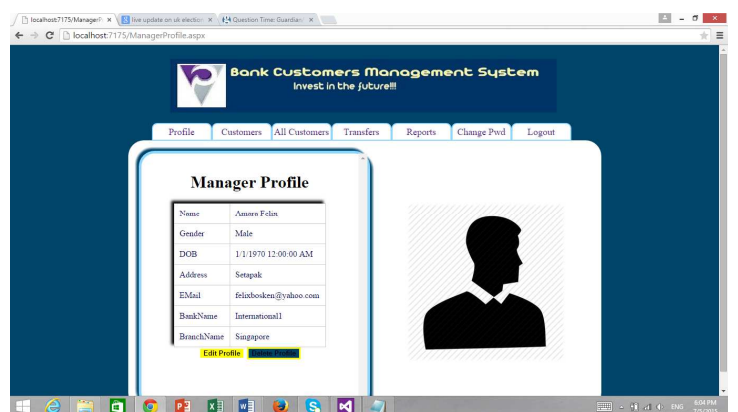 localhost:7175/ManagerP
live update on uk election
Question Time: Guardian/
localhost:7175/ManagerProfile.aspx
Bank Customers Management System
Invest in the future!!!
Profile Customers All Customers Transfers Reports Change Pwd Logout
Manager Profile
Name Amara Felix
Gender Male
DOB 1/1/1970 12:00:00 AM
Address Setapak
EMail felixbosken@yahoo.com
BankName International1
BranchName Singapore
Edit Profile Delete Profile
ENG 6:04 PM